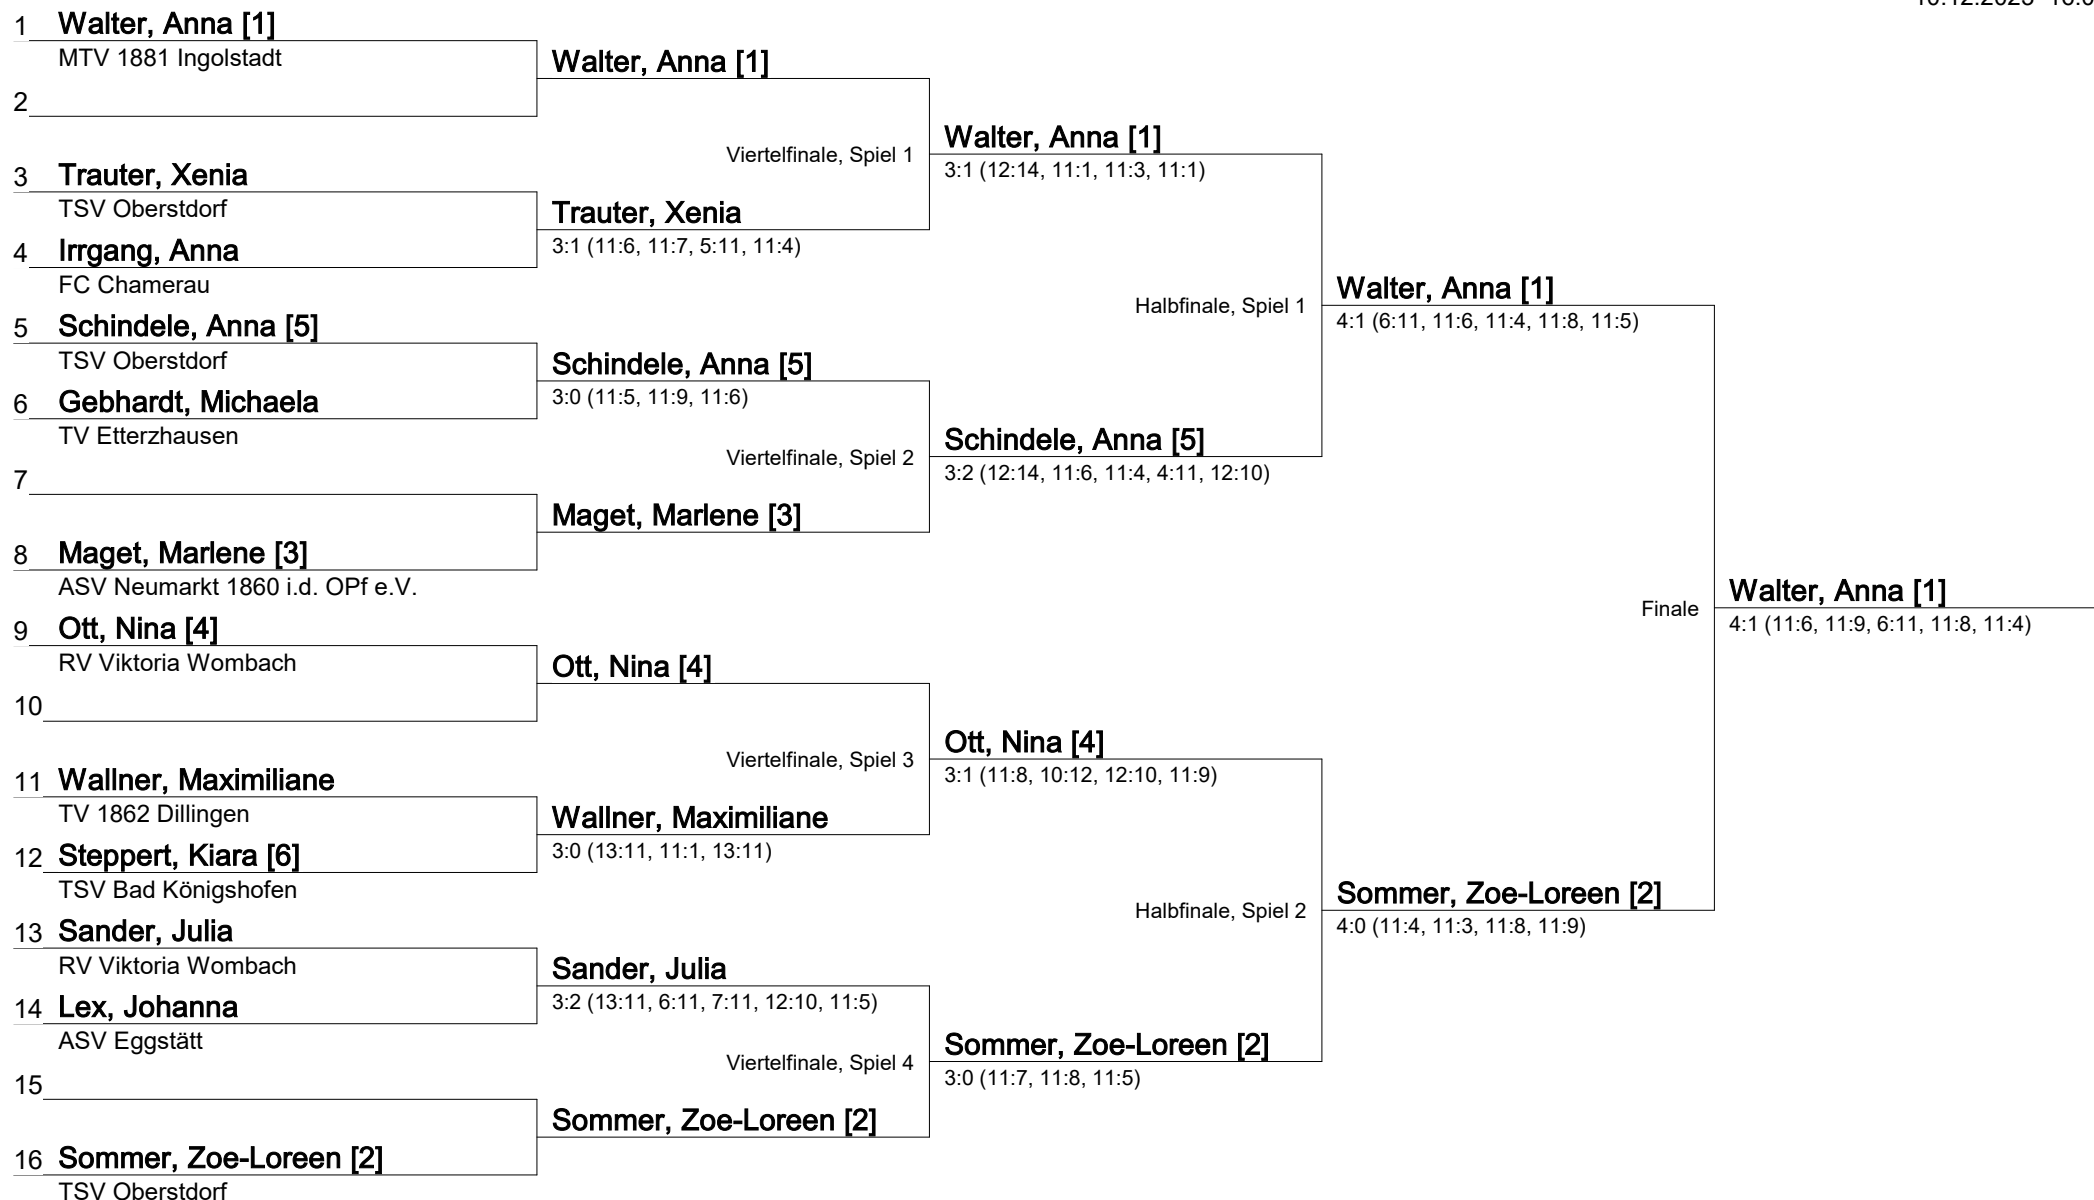 1 Walter, Anna [1]
MTV 1881 Ingolstadt
Walter, Anna [1]
2
Viertelfinale, Spiel 1
Walter, Anna [1]
3:1 (12:14, 11:1, 11:3, 11:1)
3 Trauter, Xenia
TSV Oberstdorf
Trauter, Xenia
3:1 (11:6, 11:7, 5:11, 11:4)
4 Irrgang, Anna
FC Chamerau
Halbfinale, Spiel 1
Walter, Anna [1]
4:1 (6:11, 11:6, 11:4, 11:8, 11:5)
5 Schindele, Anna [5]
TSV Oberstdorf
Schindele, Anna [5]
3:0 (11:5, 11:9, 11:6)
6 Gebhardt, Michaela
TV Etterzhausen
Viertelfinale, Spiel 2
Schindele, Anna [5]
3:2 (12:14, 11:6, 11:4, 4:11, 12:10)
7
Maget, Marlene [3]
8 Maget, Marlene [3]
ASV Neumarkt 1860 i.d. OPf e.V.
Finale
Walter, Anna [1]
4:1 (11:6, 11:9, 6:11, 11:8, 11:4)
9 Ott, Nina [4]
RV Viktoria Wombach
Ott, Nina [4]
10
Viertelfinale, Spiel 3
Ott, Nina [4]
3:1 (11:8, 10:12, 12:10, 11:9)
11 Wallner, Maximiliane
TV 1862 Dillingen
Wallner, Maximiliane
3:0 (13:11, 11:1, 13:11)
12 Steppert, Kiara [6]
TSV Bad Königshofen
Halbfinale, Spiel 2
Sommer, Zoe-Loreen [2]
4:0 (11:4, 11:3, 11:8, 11:9)
13 Sander, Julia
RV Viktoria Wombach
Sander, Julia
3:2 (13:11, 6:11, 7:11, 12:10, 11:5)
14 Lex, Johanna
ASV Eggstätt
Viertelfinale, Spiel 4
Sommer, Zoe-Loreen [2]
3:0 (11:7, 11:8, 11:5)
15
Sommer, Zoe-Loreen [2]
16 Sommer, Zoe-Loreen [2]
TSV Oberstdorf